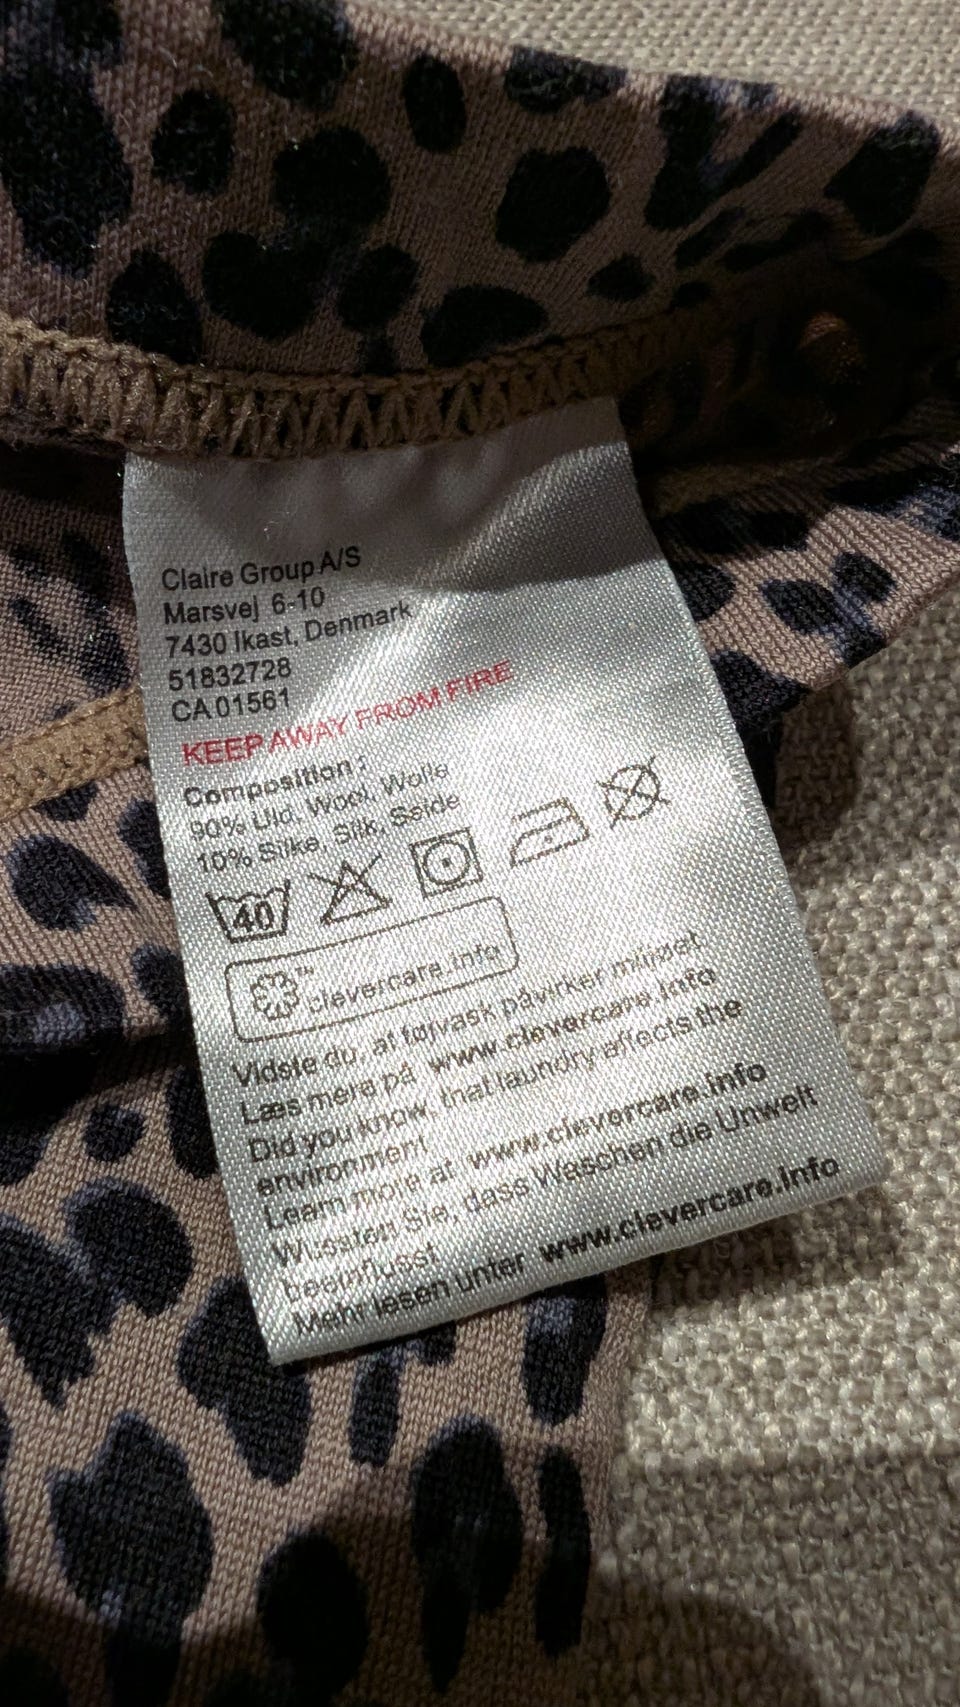 Claire Group A/S
Marsvej 6-10
7430 Ikast, Denmark
51832728
CA 01561
KEEP AWAY FROM FIRE
Composition:
90% Uld, Wool, Wolle
10% Silke, Silk, Seide
40
™ clevercare.info
Vidste du, at tøjvask påvirker miljøet
Læs mere på www.clevercare.info
Did you know, that laundry affects the
environment
Learn more at www.clevercare.info
Wussten Sie, dass Waschen die Umwelt
beeinflusst
Mehr lesen unter www.clevercare.info